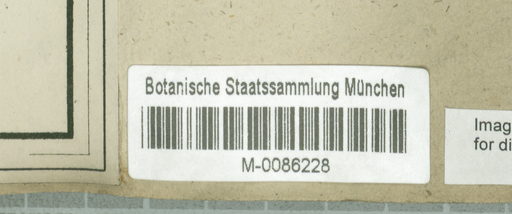 Botanische Staatssammlung München
M-0086228
Imag
for di